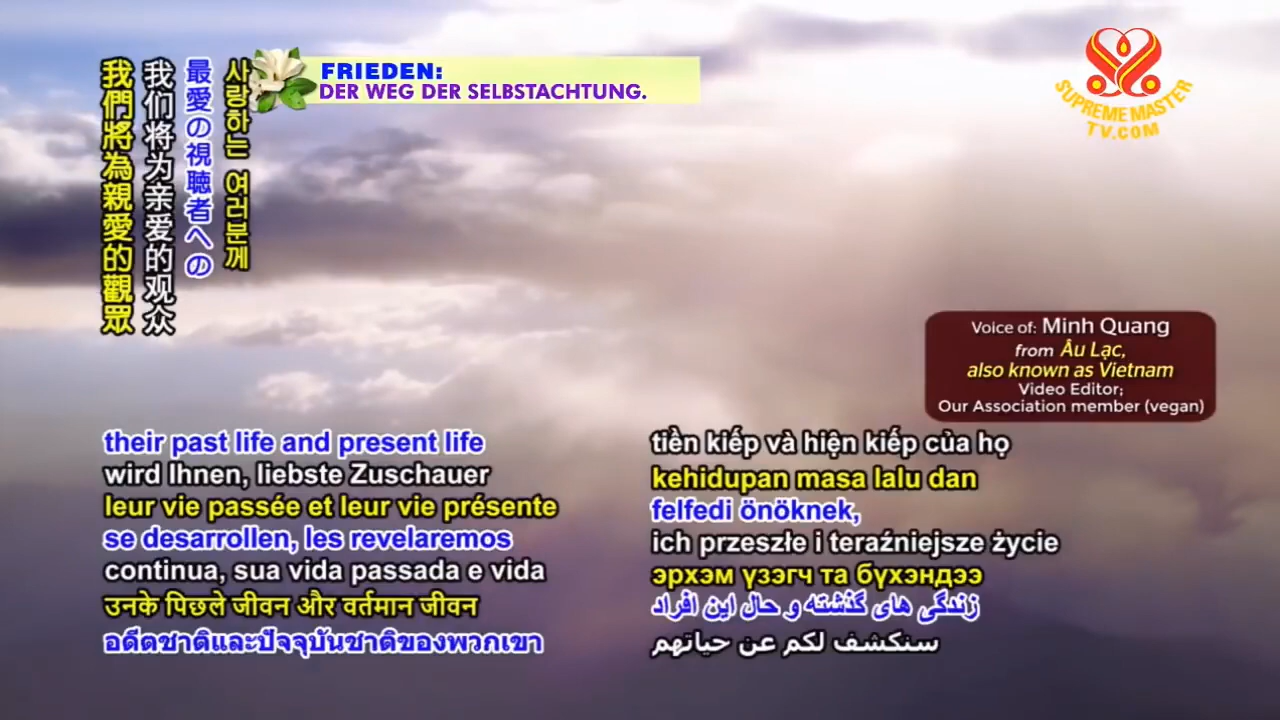 我們將為親愛的觀眾
我们将为亲爱的观众
最愛の視聴者への
사랑하는 여러분께
FRIEDEN:
DER WEG DER SELBSTACHTUNG.
SUPREME MASTER
TV.COM
Voice of: Minh Quang
from Âu Lạc,
also known as Vietnam
Video Editor;
Our Association member (vegan)
their past life and present life
wird Ihnen, liebste Zuschauer
leur vie passée et leur vie présente
se desarrollen, les revelaremos
continua, sua vida passada e vida
उनके पिछले जीवन और वर्तमान जीवन
อดีตชาติและปัจจุบันชาติของพวกเขา
tiền kiếp và hiện kiếp của họ
kehidupan masa lalu dan
felfedi önöknek,
ich przeszłe i teraźniejsze życie
эрхэм үзэгч та бүхэндээ
زندگی های گذشته و حال این افراد
سنكشف لكم عن حياتهم